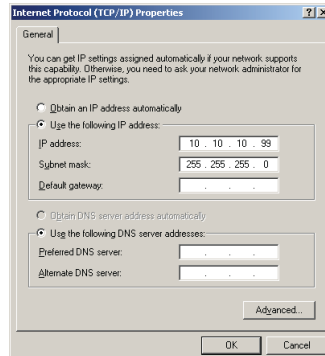 Internet Protocol (TCP/IP) Properties
General
You can get IP settings assigned automatically if your network supports
this capability. Otherwise, you need to ask your network administrator for
the appropriate IP settings.
Obtain an IP address automatically
Use the following IP address:
IP address: 10 . 10 . 10 . 99
Subnet mask: 255 . 255 . 255 . 0
Default gateway: . . .
Obtain DNS server address automatically
Use the following DNS server addresses:
Preferred DNS server: . . .
Alternate DNS server: . . .
Advanced...
OK Cancel